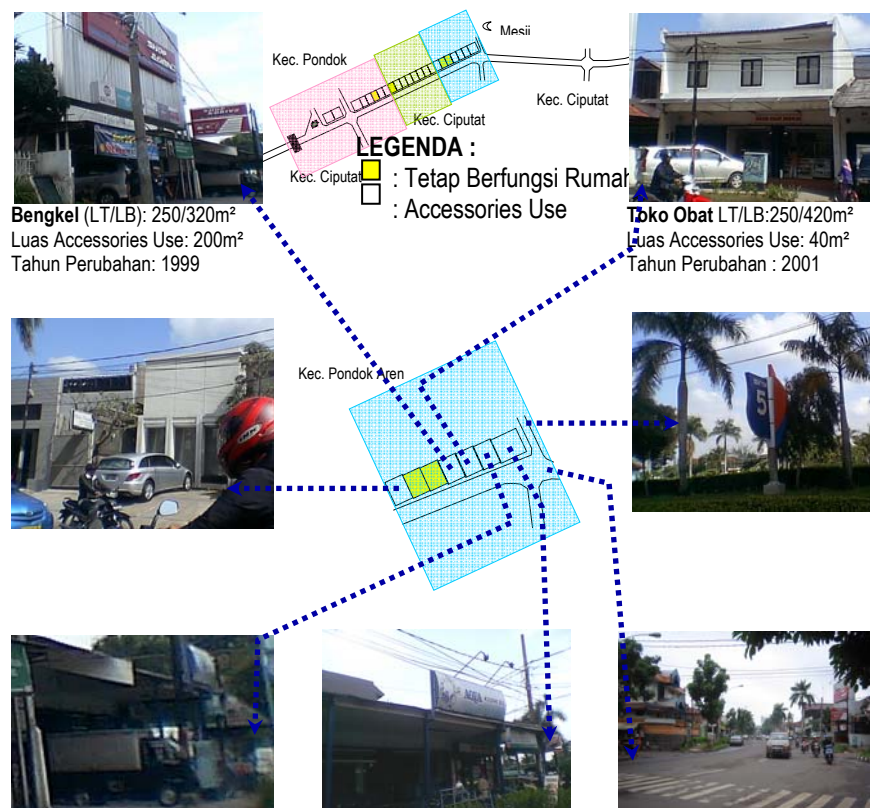 Mesji
Kec. Pondok
Kec. Ciputat
Kec. Ciputat
Kec. Ciputat
LEGENDA :
: Tetap Berfungsi Rumah
: Accessories Use
SHOP
Bengkel (LT/LB): 250/320m²
Luas Accessories Use: 200m²
Tahun Perubahan: 1999
Toko Obat LT/LB:250/420m²
Luas Accessories Use: 40m²
Tahun Perubahan : 2001
Kec. Pondok Aren
5